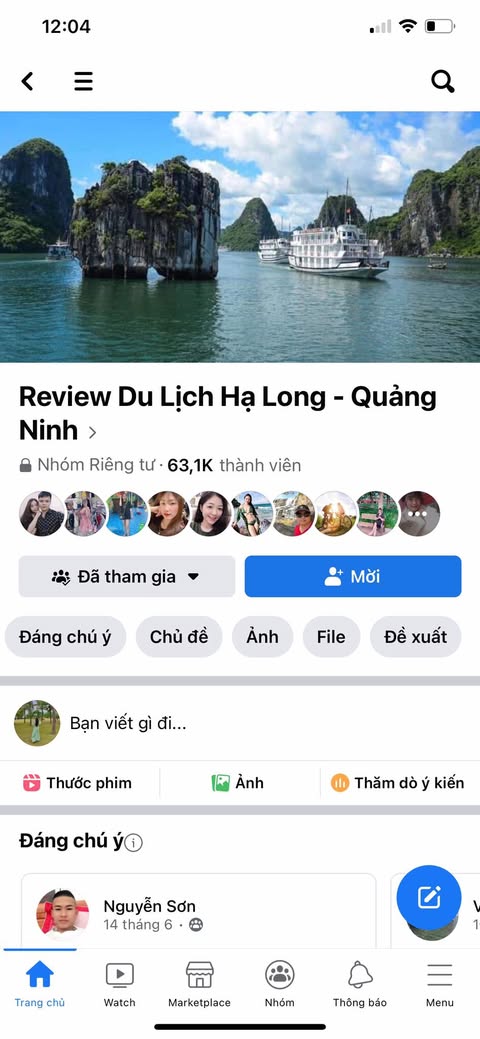 12:04
Review Du Lịch Hạ Long - Quảng
Ninh
Nhóm Riêng tư · 63,1K thành viên
Đã tham gia
Mời
Đáng chú ý
Chủ đề
Ảnh
File
Đề xuất
Bạn viết gì đi...
Thước phim
Ảnh
Thăm dò ý kiến
Đáng chú ý
Nguyễn Sơn
14 tháng 6 ·
Trang chủ
Watch
Marketplace
Nhóm
Thông báo
Menu